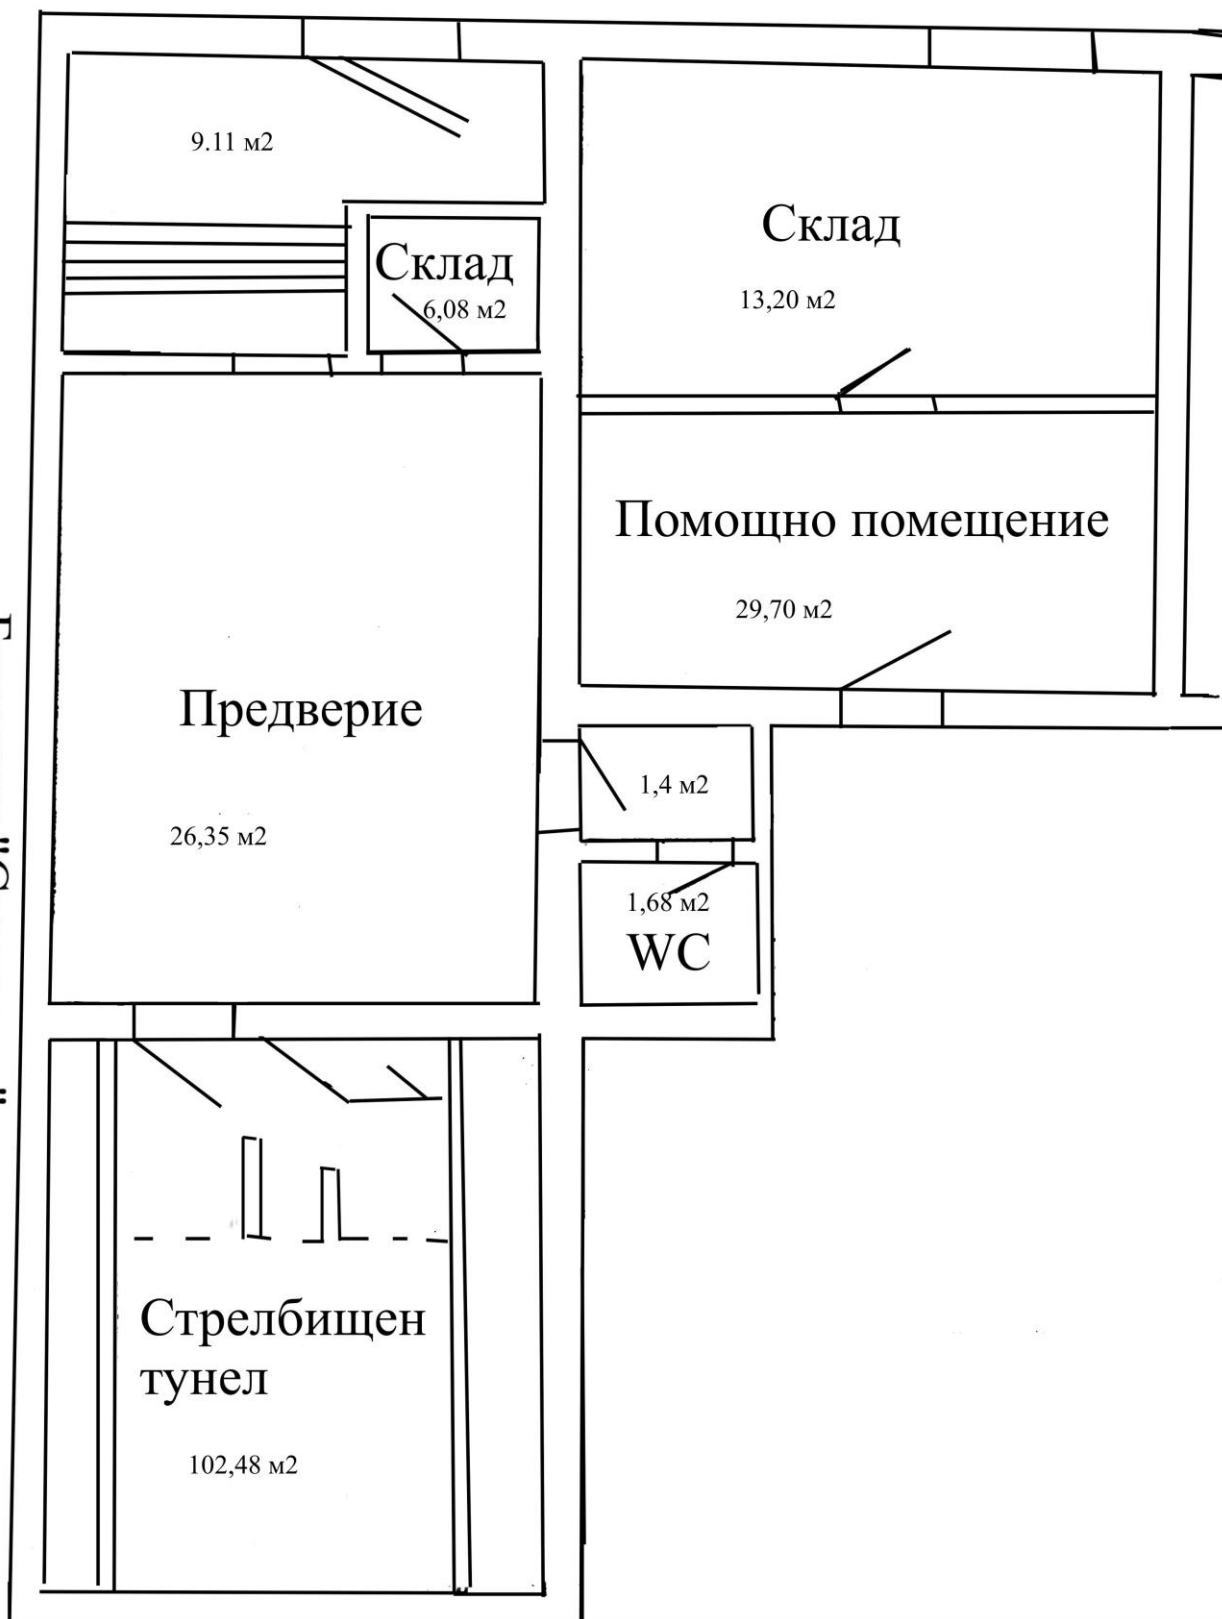 9.11 м2
Склад
6,08 м2
Склад
13,20 м2
Помощно помещение
29,70 м2
Предверие
26,35 м2
1,4 м2
1,68 м2
WC
Стрелбищен
тунел
102,48 м2